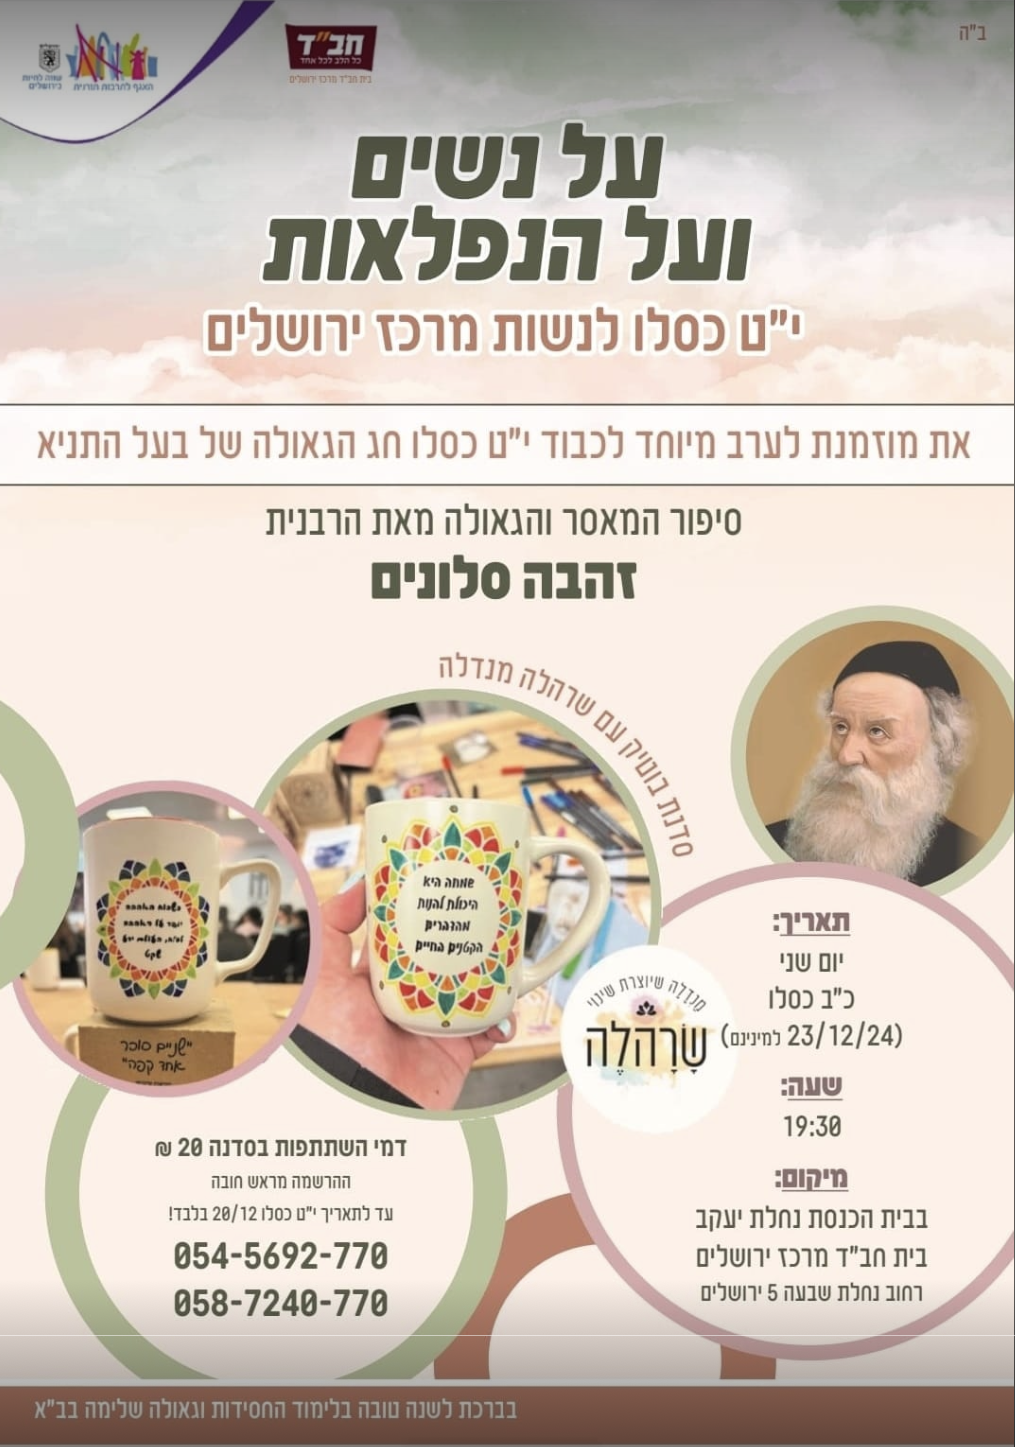 ב"ה
חב"ד
כל הלב לכל אחד
בית חב"ד מרכז ירושלים
האגף לתרבות תורנית
על נשים
ועל הנפלאות
י"ט כסלו לנשות מרכז ירושלים
את מוזמנת לערב מיוחד לכבוד י"ט כסלו חג הגאולה של בעל התניא
סיפור המאסר והגאולה מאת הרבנית
זהבה סלונים
סדנת בוטיק עם שרהלה מנדלה
שמחה היא
היכולת להנות
מהדברים
הקטנים בחיים
"שניים סוכר
אחד קפה"
מַנְדָלָה שיוצרת שינוי
שָׂרָהלֶה
תאריך:
יום שני
כ"ב כסלו
(23/12/24 למינינם)
שעה:
19:30
מיקום:
בבית הכנסת נחלת יעקב
בית חב"ד מרכז ירושלים
רחוב נחלת שבעה 5 ירושלים
דמי השתתפות בסדנה 20 ₪
ההרשמה מראש חובה
עד לתאריך י"ט כסלו 20/12 בלבד!
054-5692-770
058-7240-770
בברכת לשנה טובה בלימוד החסידות וגאולה שלימה בב"א